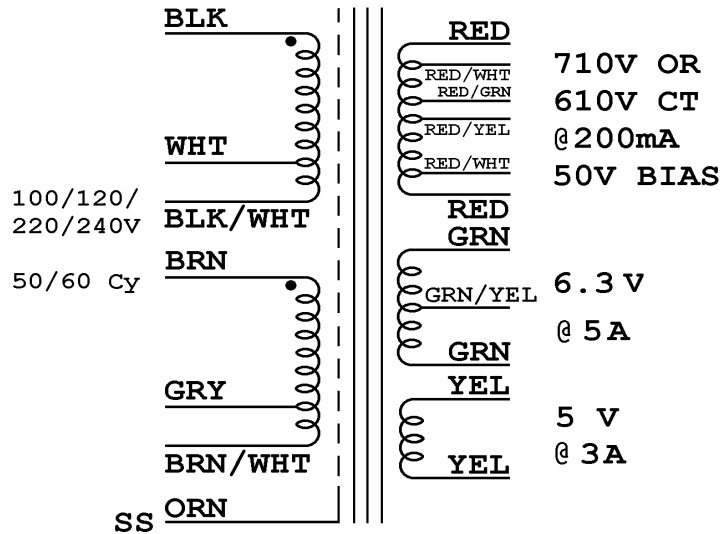 BLK
WHT
100/120/
220/240V
BLK/WHT
BRN
50/60 Cy
GRY
BRN/WHT
SS ORN
RED
RED/WHT
RED/GRN
RED/YEL
RED/WHT
RED
710V OR
610V CT
@200mA
50V BIAS
GRN
GRN/YEL
GRN
6.3V
@ 5A
YEL
YEL
5 V
@ 3A